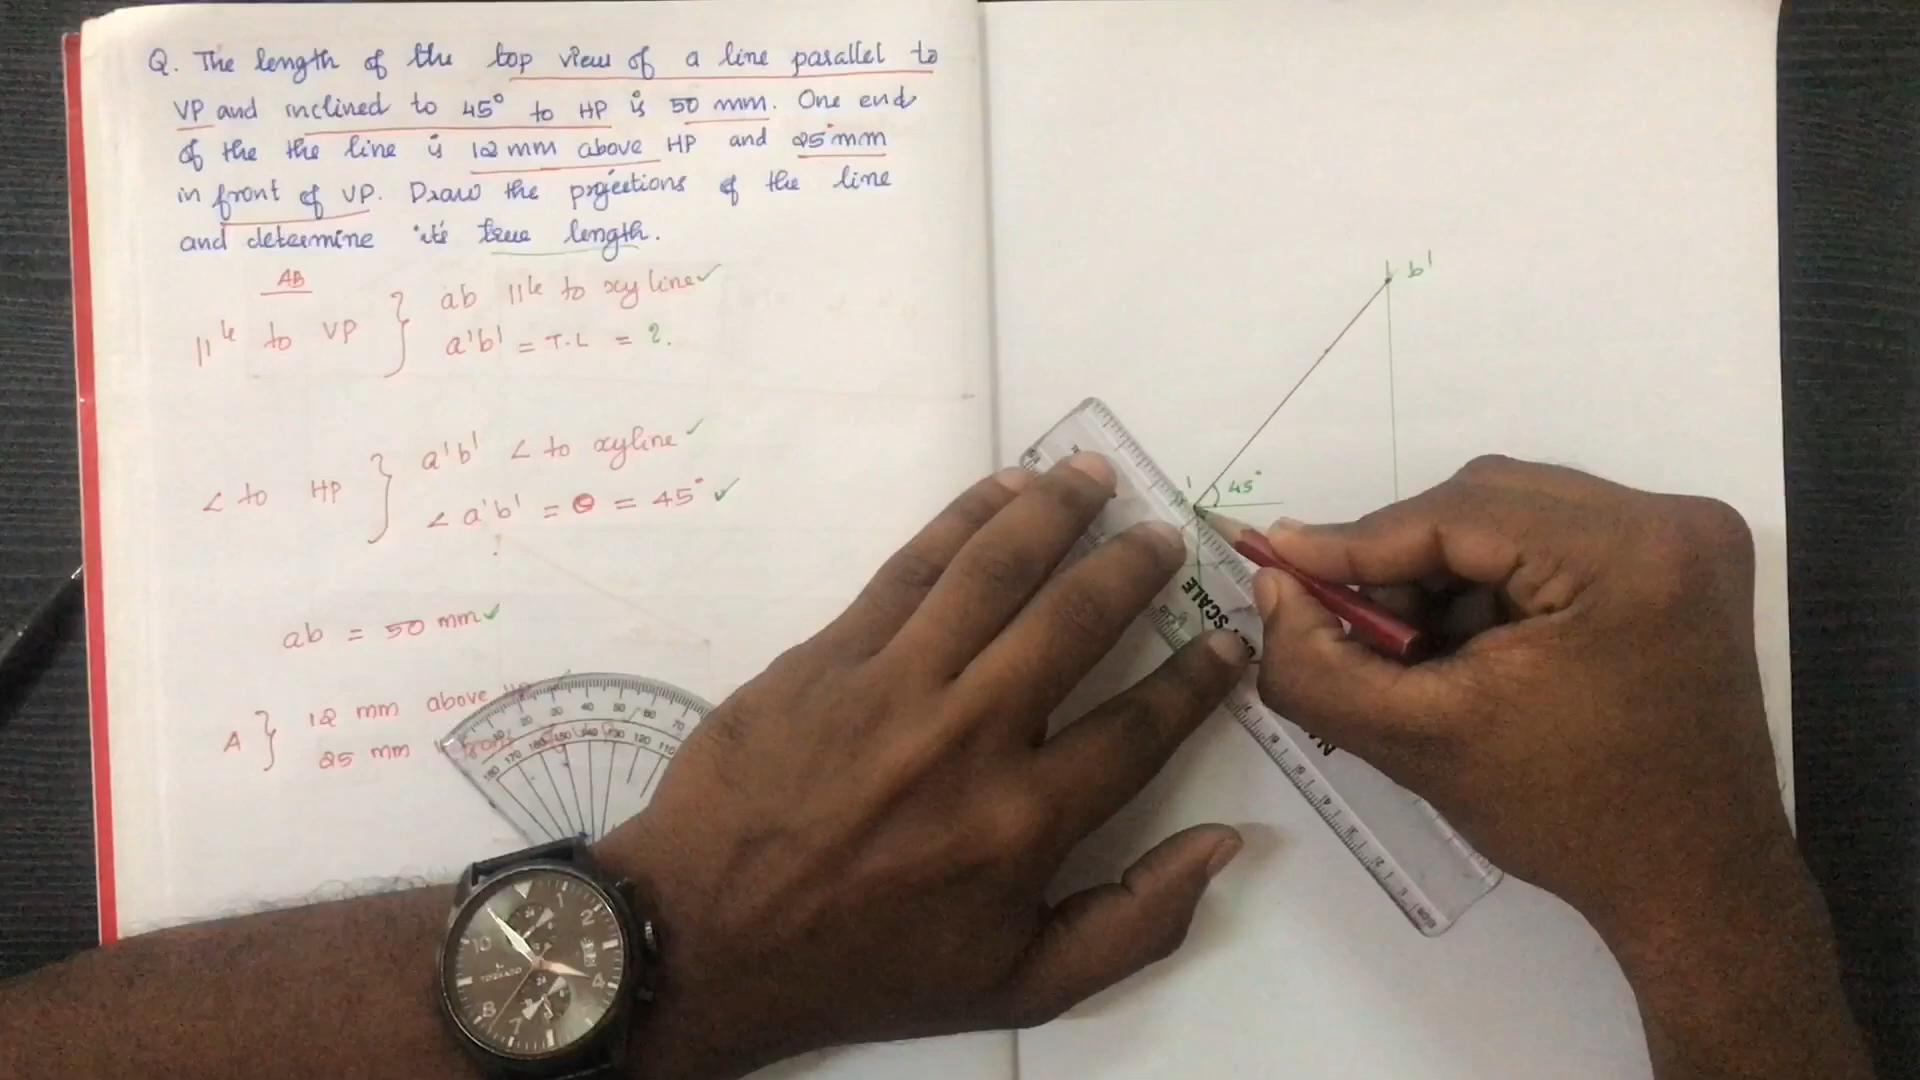 Q. The length of the top view of a line parallel to
VP and inclined to 45° to HP is 50 mm. One end
of the the line is 12 mm above HP and 25 mm
in front of VP. Draw the projections of the line
and determine it's true length.
AB
11le to VP } ab 11le to xy line✓
a'b' = T.L = ?
∠ to HP } a'b' ∠ to xyline✓
∠ a'b' = θ = 45° ✓
ab = 50 mm✓
A } 12 mm above
25 mm
b'
45°
SCALE